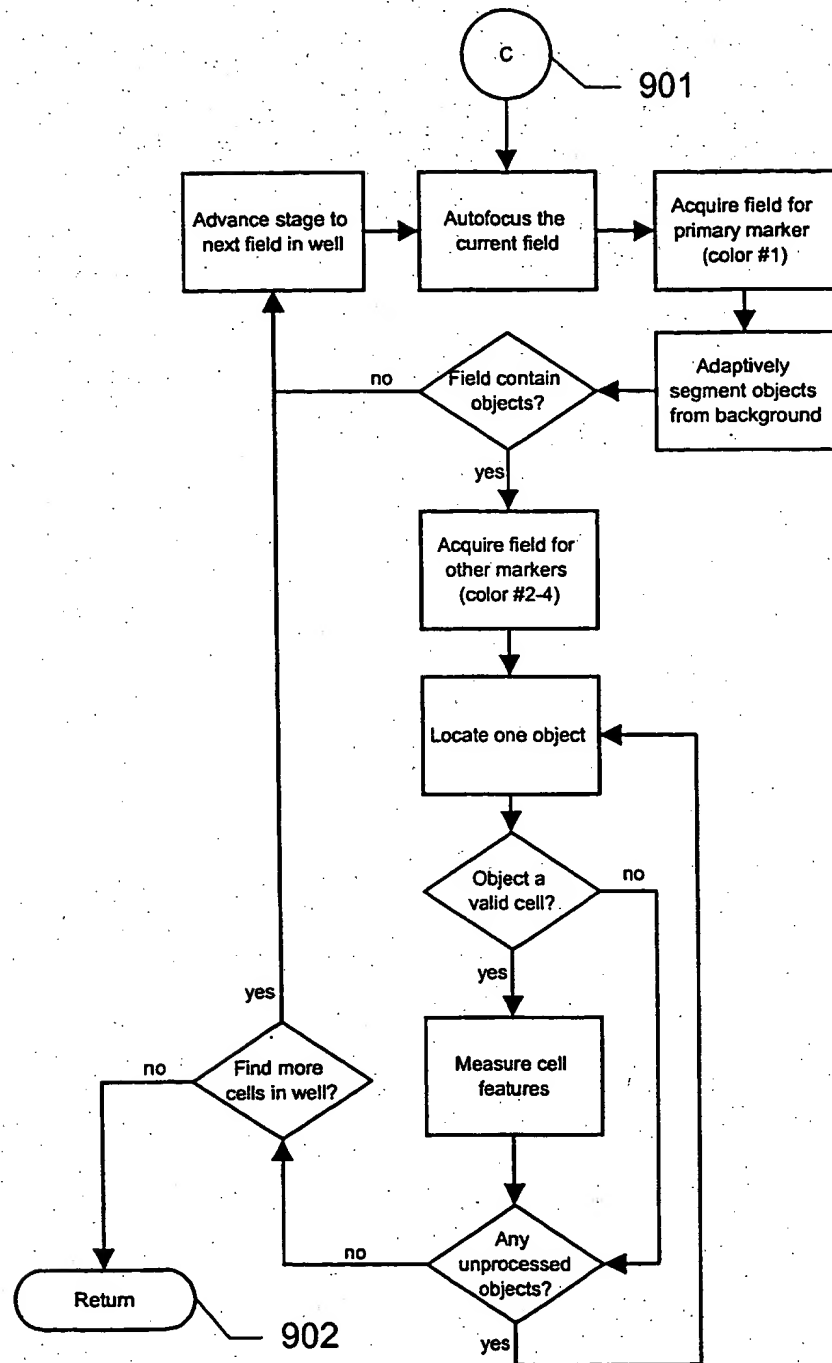 C
901
Advance stage to
next field in well
Autofocus the
current field
Acquire field for
primary marker
(color #1)
Adaptively
segment objects
from background
Field contain
objects?
no
yes
Acquire field for
other markers
(color #2-4)
Locate one object
Object a
valid cell?
no
yes
Measure cell
features
yes
Find more
cells in well?
no
Any
unprocessed
objects?
no
yes
Return
902